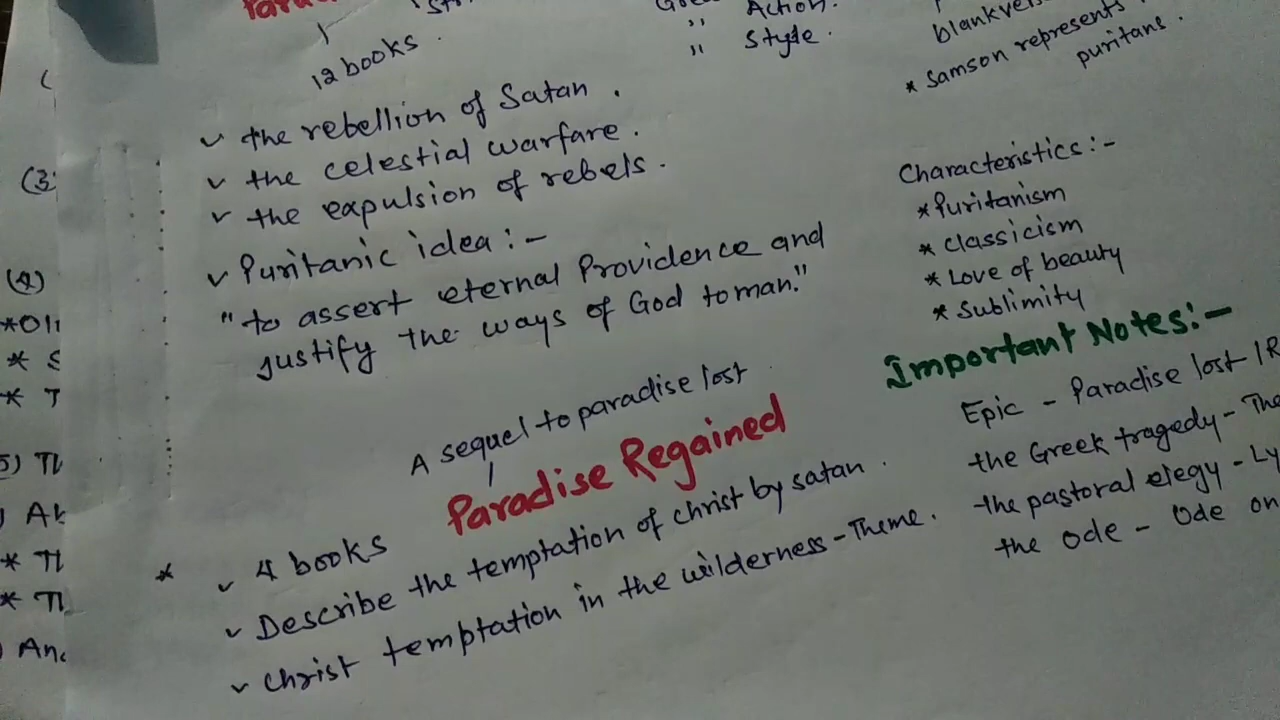 12 books.
✓ the rebellion of Satan.
✓ the celestial warfare.
✓ the expulsion of rebels.
✓ Puritanic idea :-
"to assert eternal Providence and
justify the ways of God to man."
A sequel to paradise lost
Paradise Regained
* ✓ 4 books
✓ Describe the temptation of christ by satan.
✓ Christ temptation in the wilderness - Theme.
" Action.
" Style.
* Samson represents
puritans.
Characteristics :-
* Puritanism
* Classicism
* Love of beauty
* Sublimity
Important Notes:-
Epic - Paradise lost /R
the Greek tragedy - The
the pastoral elegy - Ly
the ode - Ode on
(4)